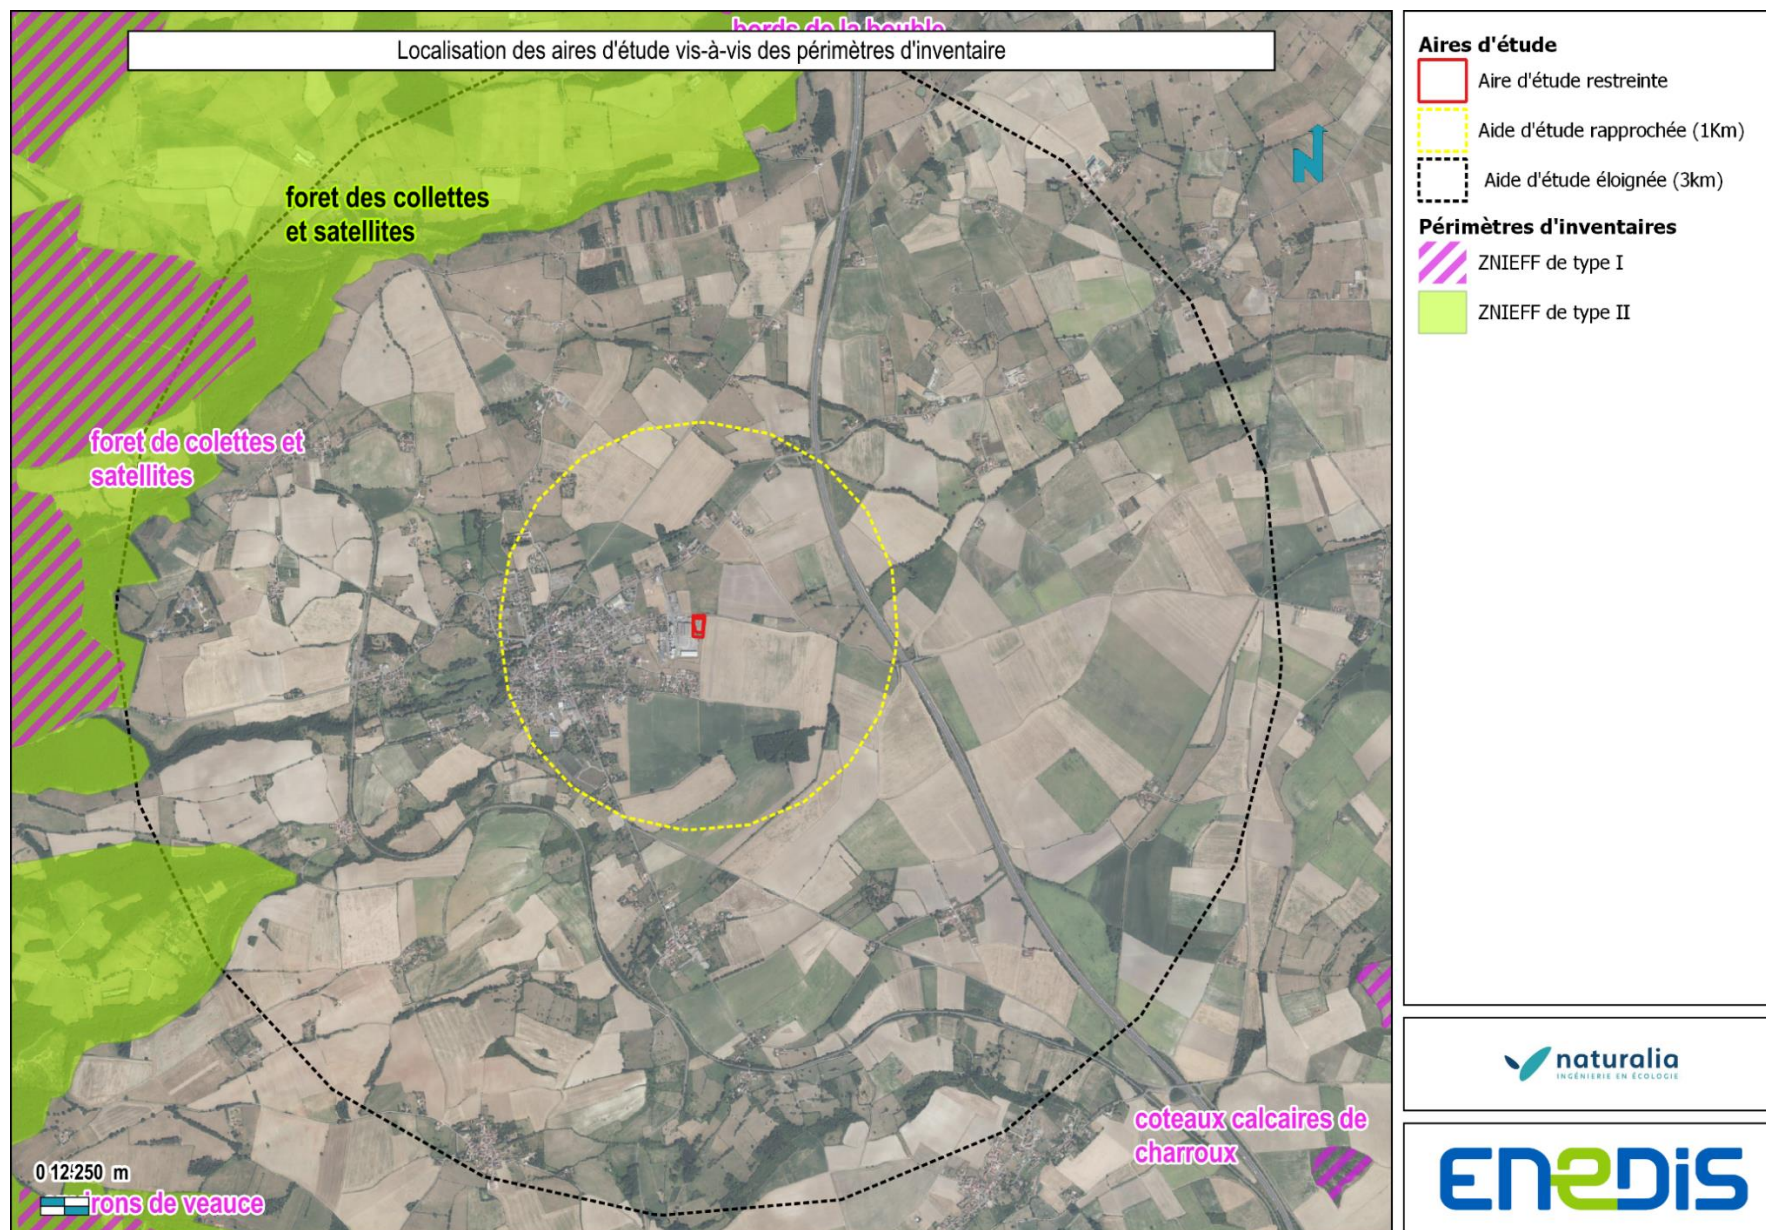 bords de la bouble
Localisation des aires d'étude vis-à-vis des périmètres d'inventaire
foret des collettes
et satellites
foret de colettes et
satellites
coteaux calcaires de
charroux
0 12 250 m
irons de veauce
N
Aires d'étude
Aire d'étude restreinte
Aide d'étude rapprochée (1Km)
Aide d'étude éloignée (3km)
Périmètres d'inventaires
ZNIEFF de type I
ZNIEFF de type II
naturalia
INGÉNIERIE EN ÉCOLOGIE
ENEDIS